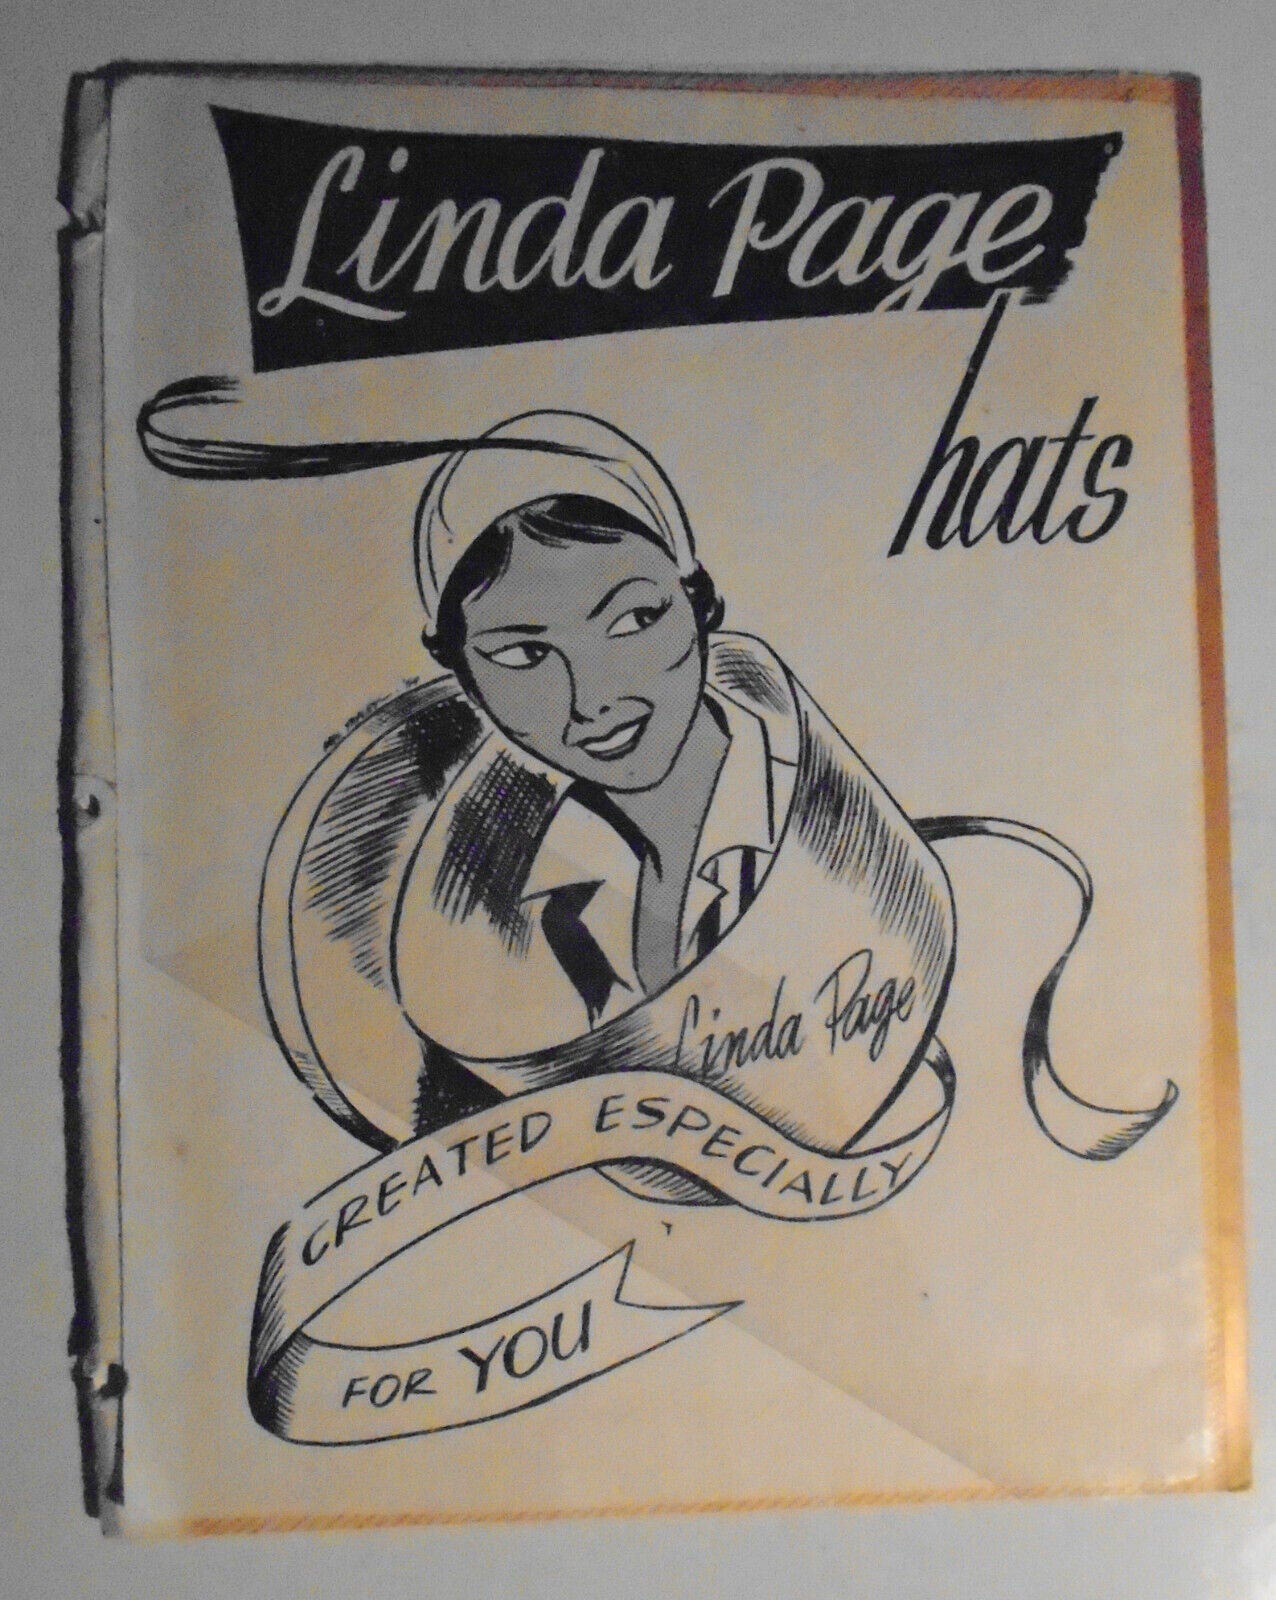 Linda Page
hats
Linda Page
CREATED ESPECIALLY
FOR YOU